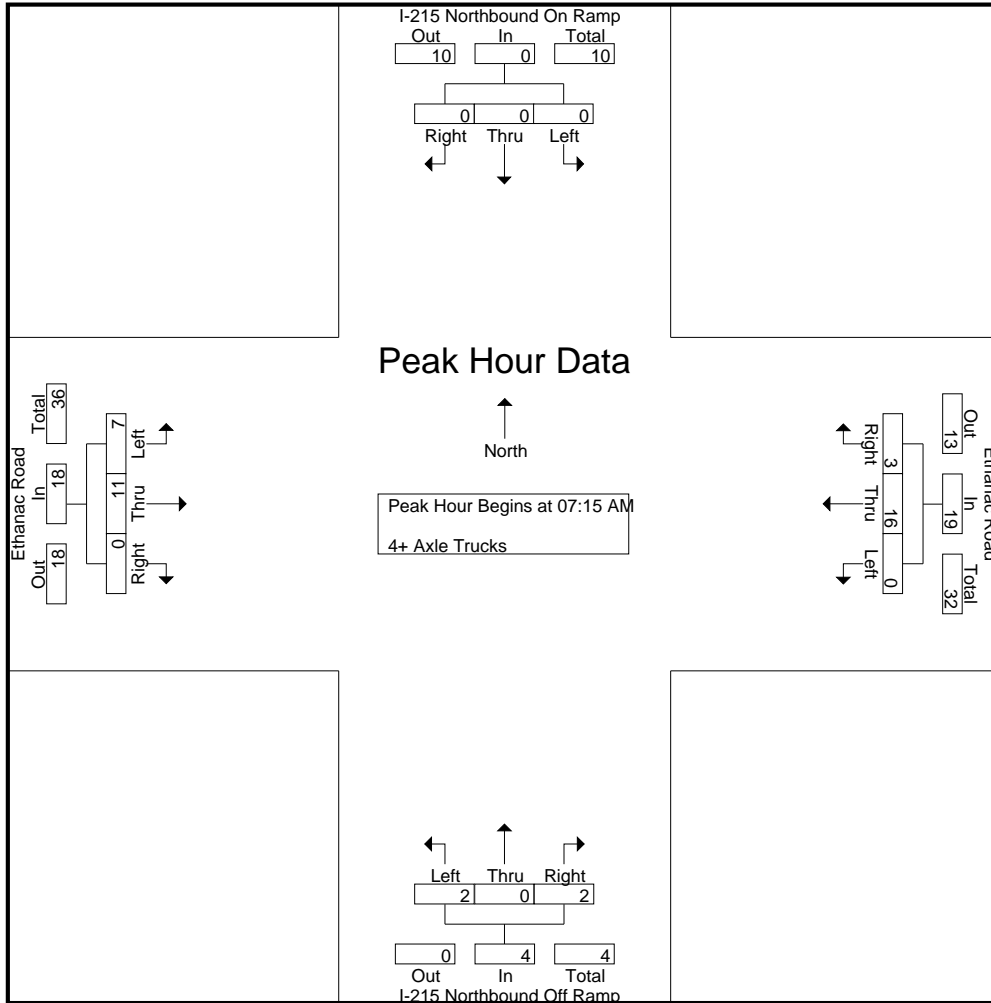 I-215 Northbound On Ramp
Out In Total
10 0 10
0 0 0
Right Thru Left
Peak Hour Data
North
Peak Hour Begins at 07:15 AM
4+ Axle Trucks
Ethanac Road
Total In Out
36 18 18
7 11 0
Left Thru Right
Ethanac Road
Out In Total
13 19 32
3 16 0
Right Thru Left
Left Thru Right
2 0 2
0 4 4
Out In Total
I-215 Northbound Off Ramp